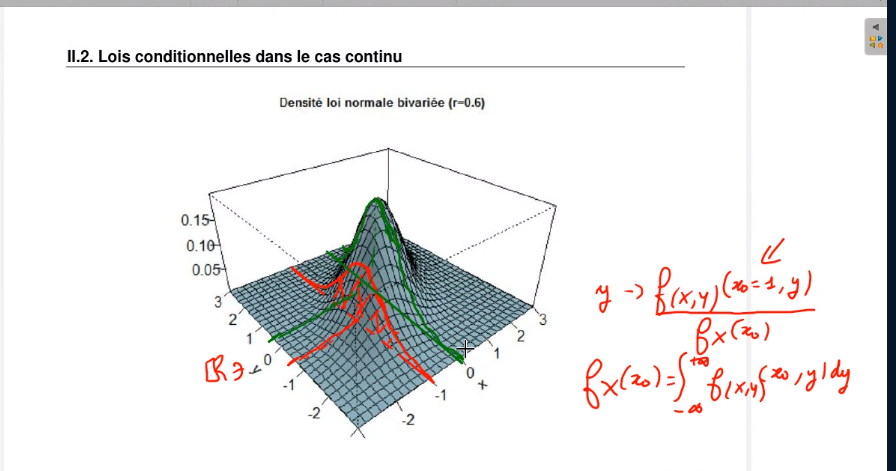 II.2. Lois conditionnelles dans le cas continu
Densité loi normale bivariée (r=0.6)
0.15
0.10
0.05
3
2
1
0
-1
-2
-2
-1
0
1
2
3
x
ℝ ∋
y → f(X,Y)(x₀=1, y)
fX(x₀)
fX(x₀) = ∫ +∞ -∞ f(X,Y)(x₀, y) dy